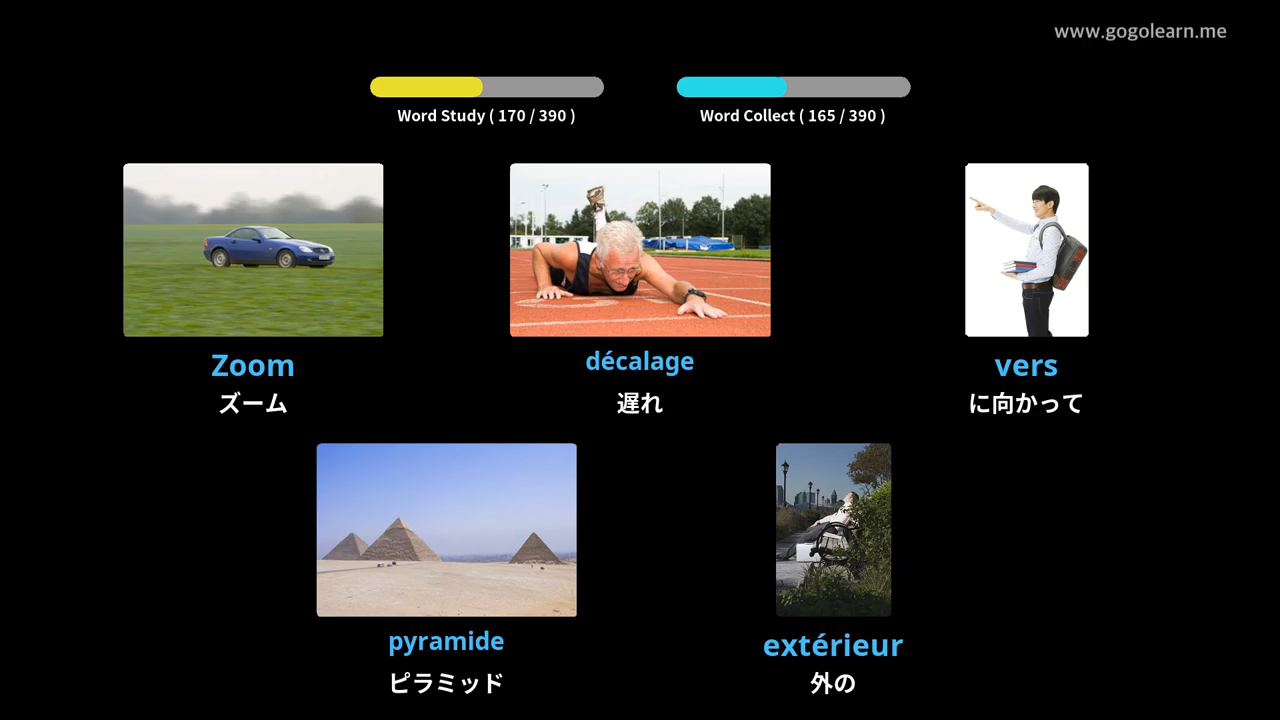 www.gogolearn.me
Word Study ( 170 / 390 )
Word Collect ( 165 / 390 )
Zoom
ズーム
décalage
遅れ
vers
に向かって
pyramide
ピラミッド
extérieur
外の